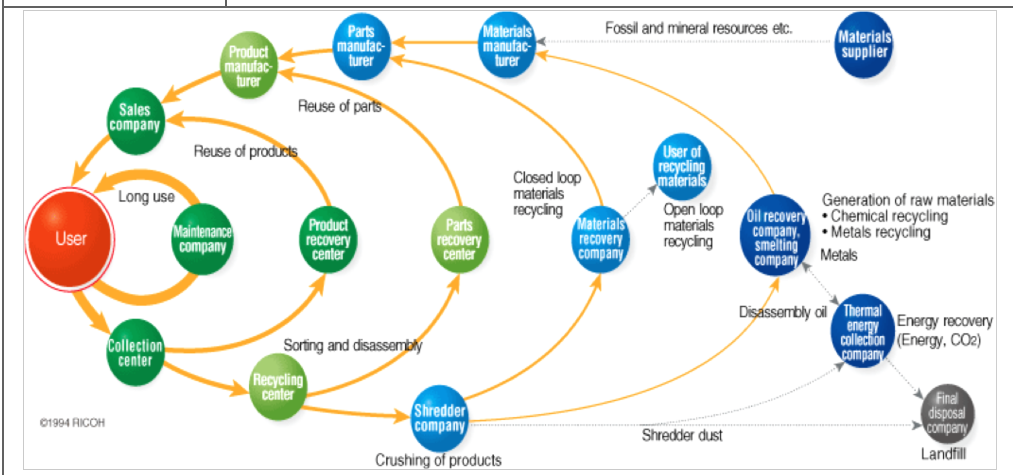 Fossil and mineral resources etc.
Materials
supplier
Materials
manufac-
turer
Parts
manufac-
turer
Product
manufac-
turer
Reuse of parts
Sales
company
Reuse of products
User
Long use
Maintenance
company
Product
recovery
center
Parts
recovery
center
Closed loop
materials
recycling
Materials
recovery
company
User of
recycling
materials
Open loop
materials
recycling
Oil recovery
company,
smelting
company
Generation of raw materials
• Chemical recycling
• Metals recycling
Metals
Disassembly oil
Thermal
energy
collection
company
Energy recovery
(Energy, CO2)
Collection
center
Sorting and disassembly
Recycling
center
Shredder
company
Crushing of products
Shredder dust
Final
disposal
company
Landfill
©1994 RICOH